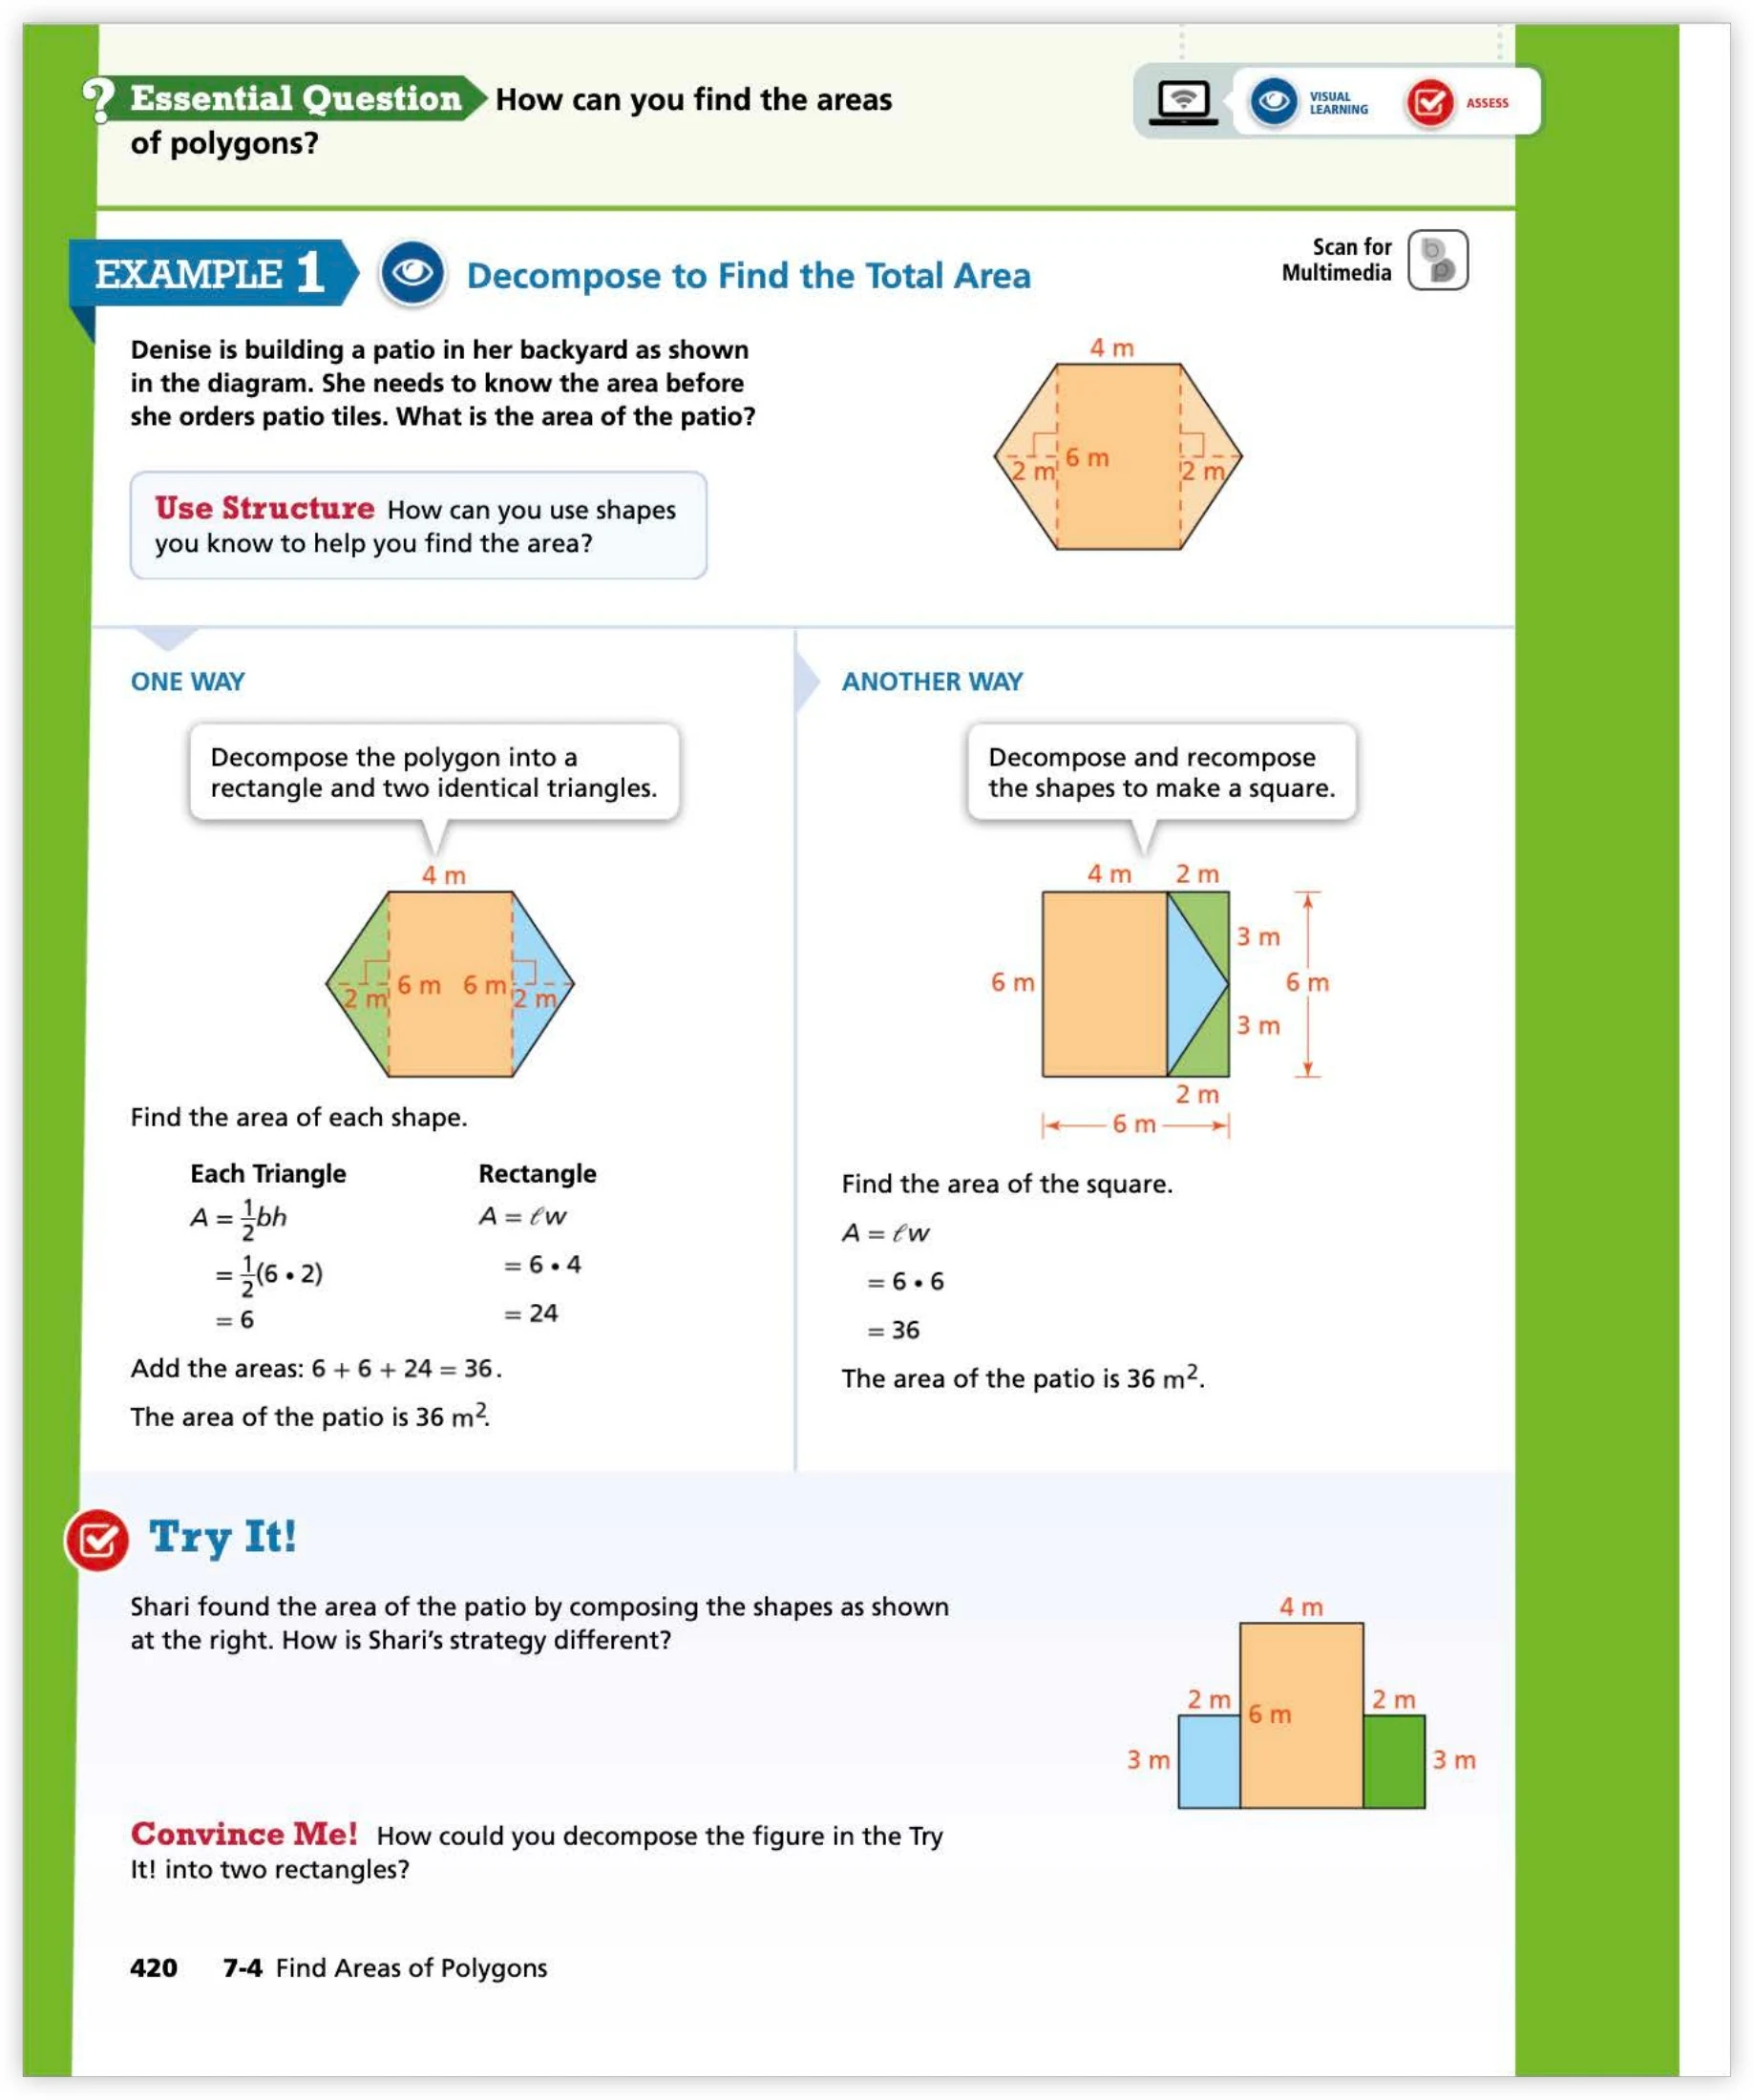 ? Essential Question How can you find the areas
of polygons?
VISUAL
LEARNING
ASSESS
EXAMPLE 1 Decompose to Find the Total Area
Scan for
Multimedia
Denise is building a patio in her backyard as shown
in the diagram. She needs to know the area before
she orders patio tiles. What is the area of the patio?
4 m
2 m 6 m 2 m
Use Structure How can you use shapes
you know to help you find the area?
ONE WAY
Decompose the polygon into a
rectangle and two identical triangles.
4 m
2 m 6 m 6 m 2 m
Find the area of each shape.
Each Triangle Rectangle
A = 1/2bh A = ℓw
= 1/2(6 • 2) = 6 • 4
= 6 = 24
Add the areas: 6 + 6 + 24 = 36.
The area of the patio is 36 m².
ANOTHER WAY
Decompose and recompose
the shapes to make a square.
4 m 2 m
3 m
6 m 6 m
3 m
2 m
6 m
Find the area of the square.
A = ℓw
= 6 • 6
= 36
The area of the patio is 36 m².
Try It!
Shari found the area of the patio by composing the shapes as shown
at the right. How is Shari's strategy different?
4 m
2 m 6 m 2 m
3 m 3 m
Convince Me! How could you decompose the figure in the Try
It! into two rectangles?
420 7-4 Find Areas of Polygons